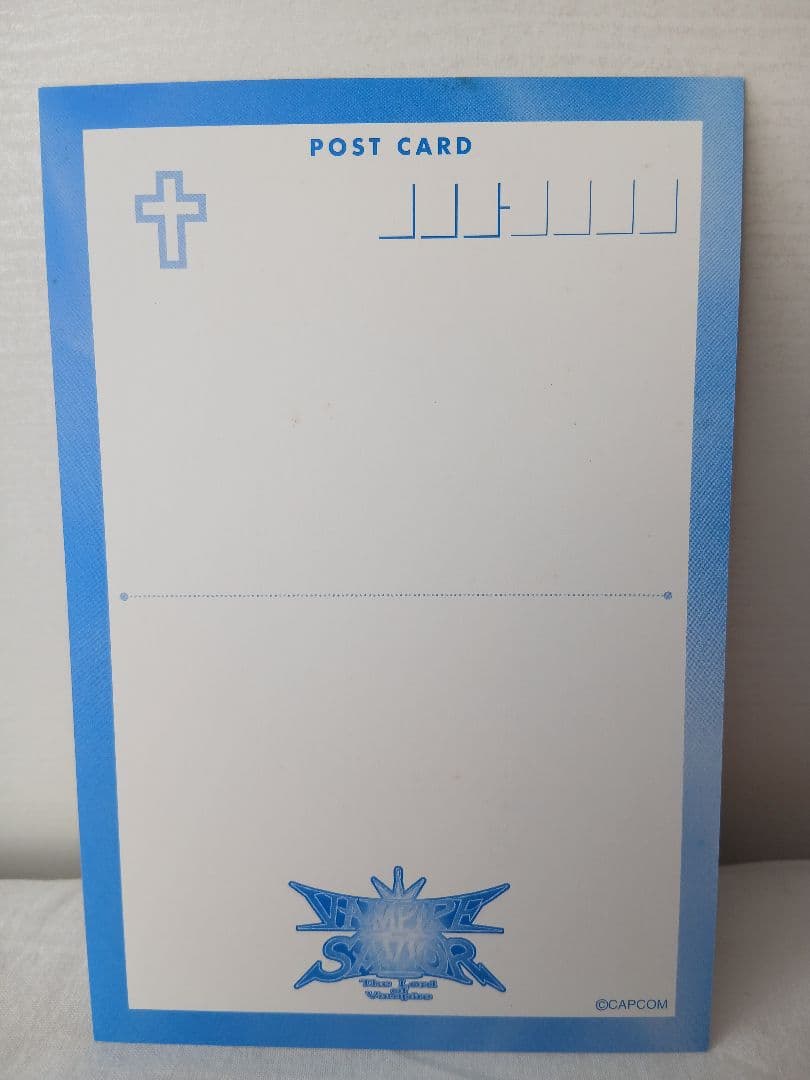 POST CARD
VAMPIRE
SAVIOR
The Lord
of
Vampire
©CAPCOM